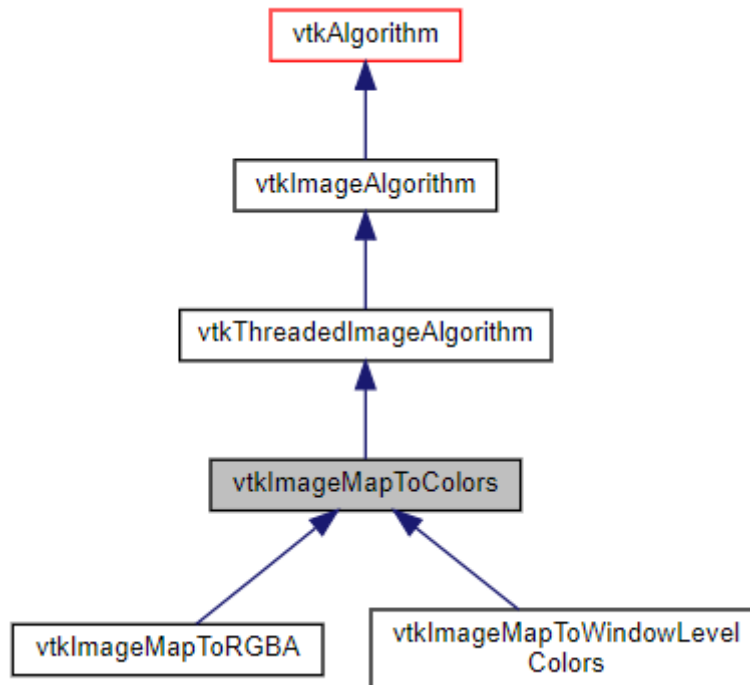 vtkAlgorithm
vtkImageAlgorithm
vtkThreadedImageAlgorithm
vtkImageMapToColors
vtkImageMapToRGBA
vtkImageMapToWindowLevel
Colors